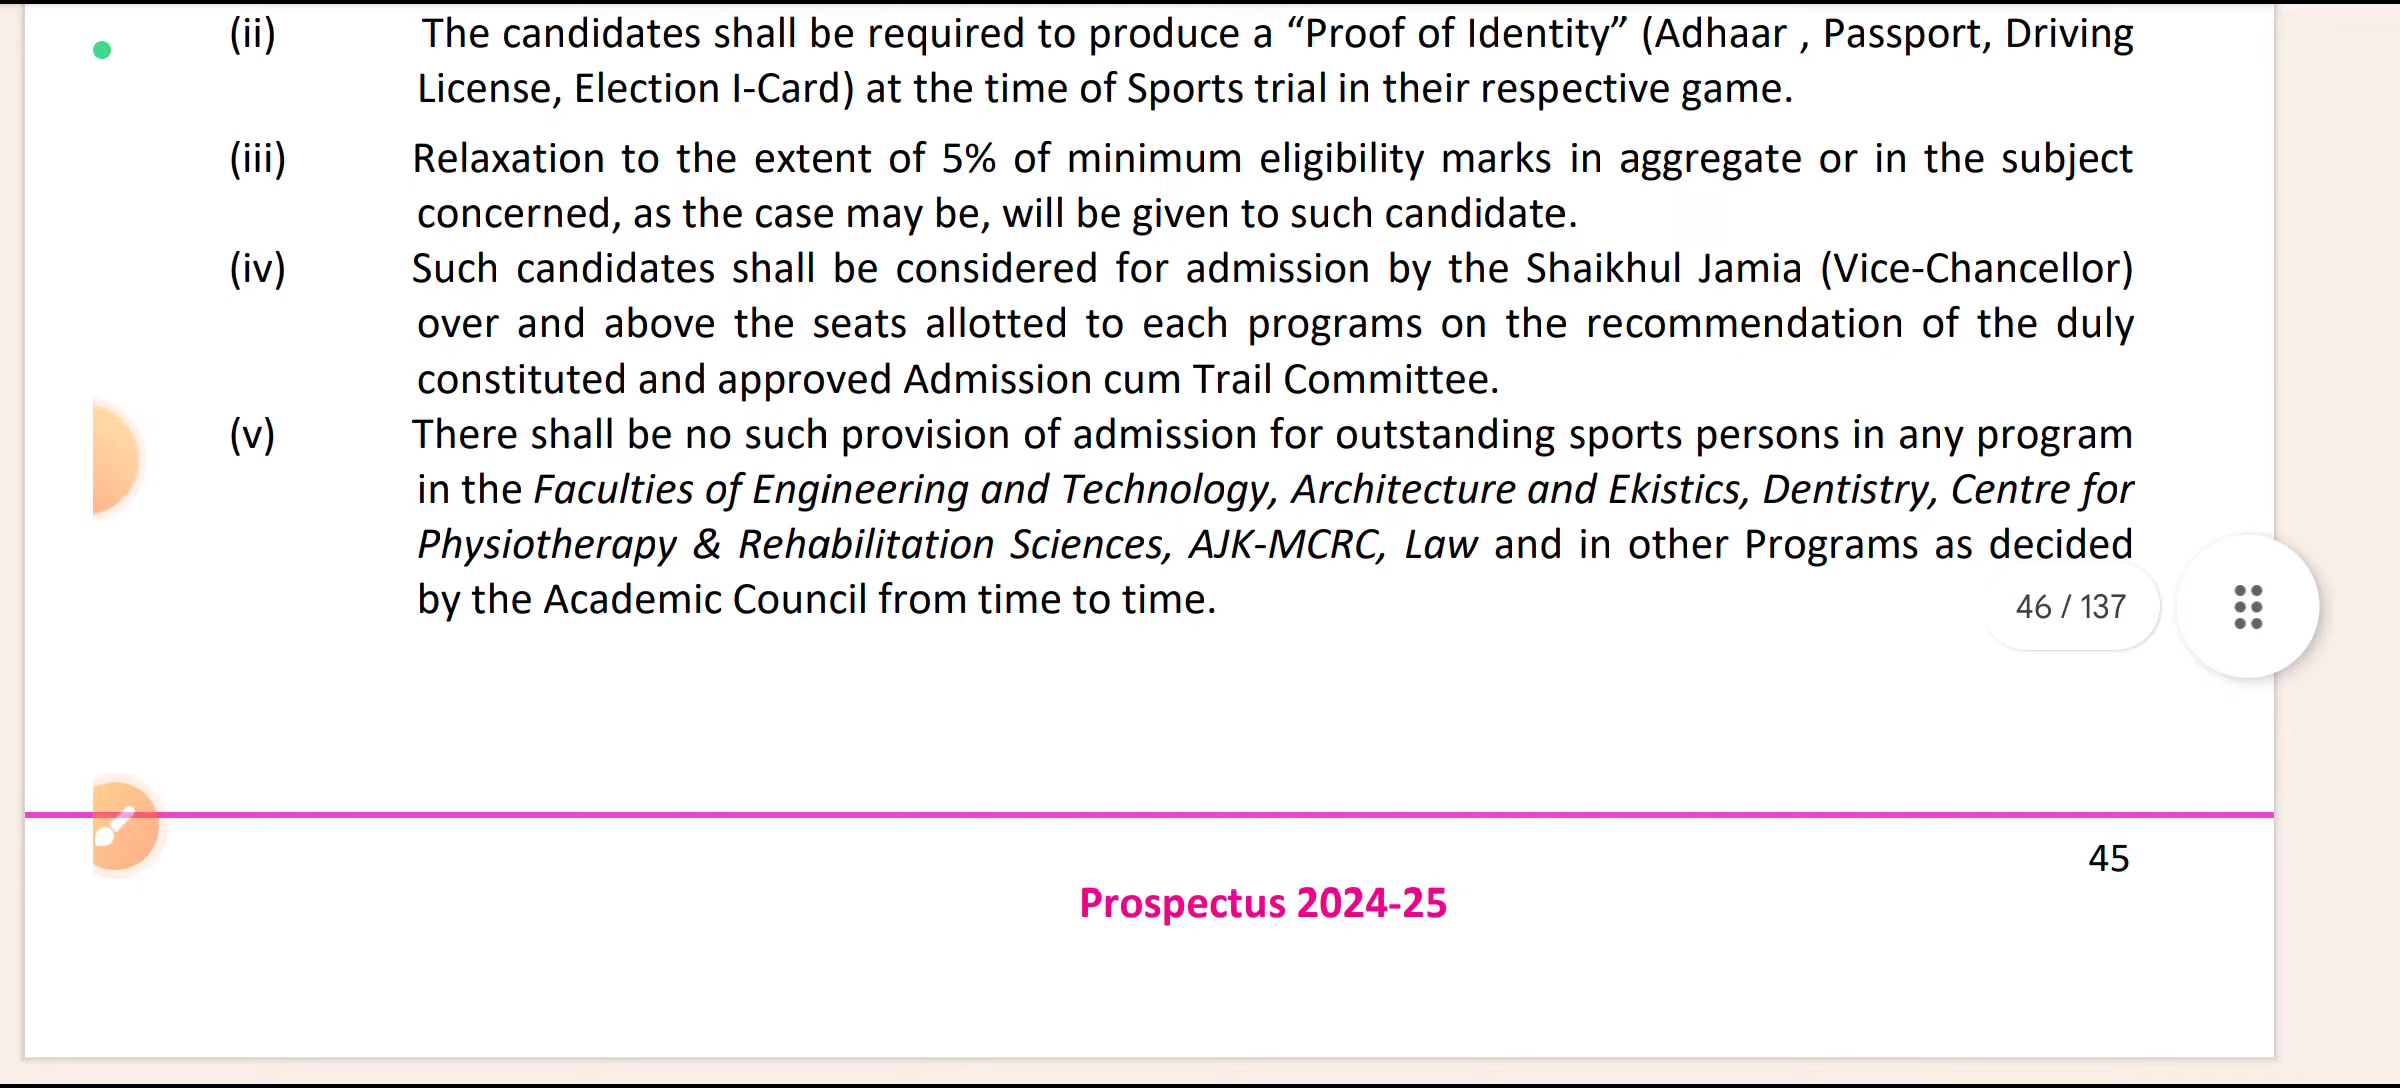 (ii) The candidates shall be required to produce a “Proof of Identity” (Adhaar , Passport, Driving
License, Election I-Card) at the time of Sports trial in their respective game.
(iii) Relaxation to the extent of 5% of minimum eligibility marks in aggregate or in the subject
concerned, as the case may be, will be given to such candidate.
(iv) Such candidates shall be considered for admission by the Shaikhul Jamia (Vice-Chancellor)
over and above the seats allotted to each programs on the recommendation of the duly
constituted and approved Admission cum Trail Committee.
(v) There shall be no such provision of admission for outstanding sports persons in any program
in the Faculties of Engineering and Technology, Architecture and Ekistics, Dentistry, Centre for
Physiotherapy & Rehabilitation Sciences, AJK-MCRC, Law and in other Programs as decided
by the Academic Council from time to time.
46 / 137
45
Prospectus 2024-25